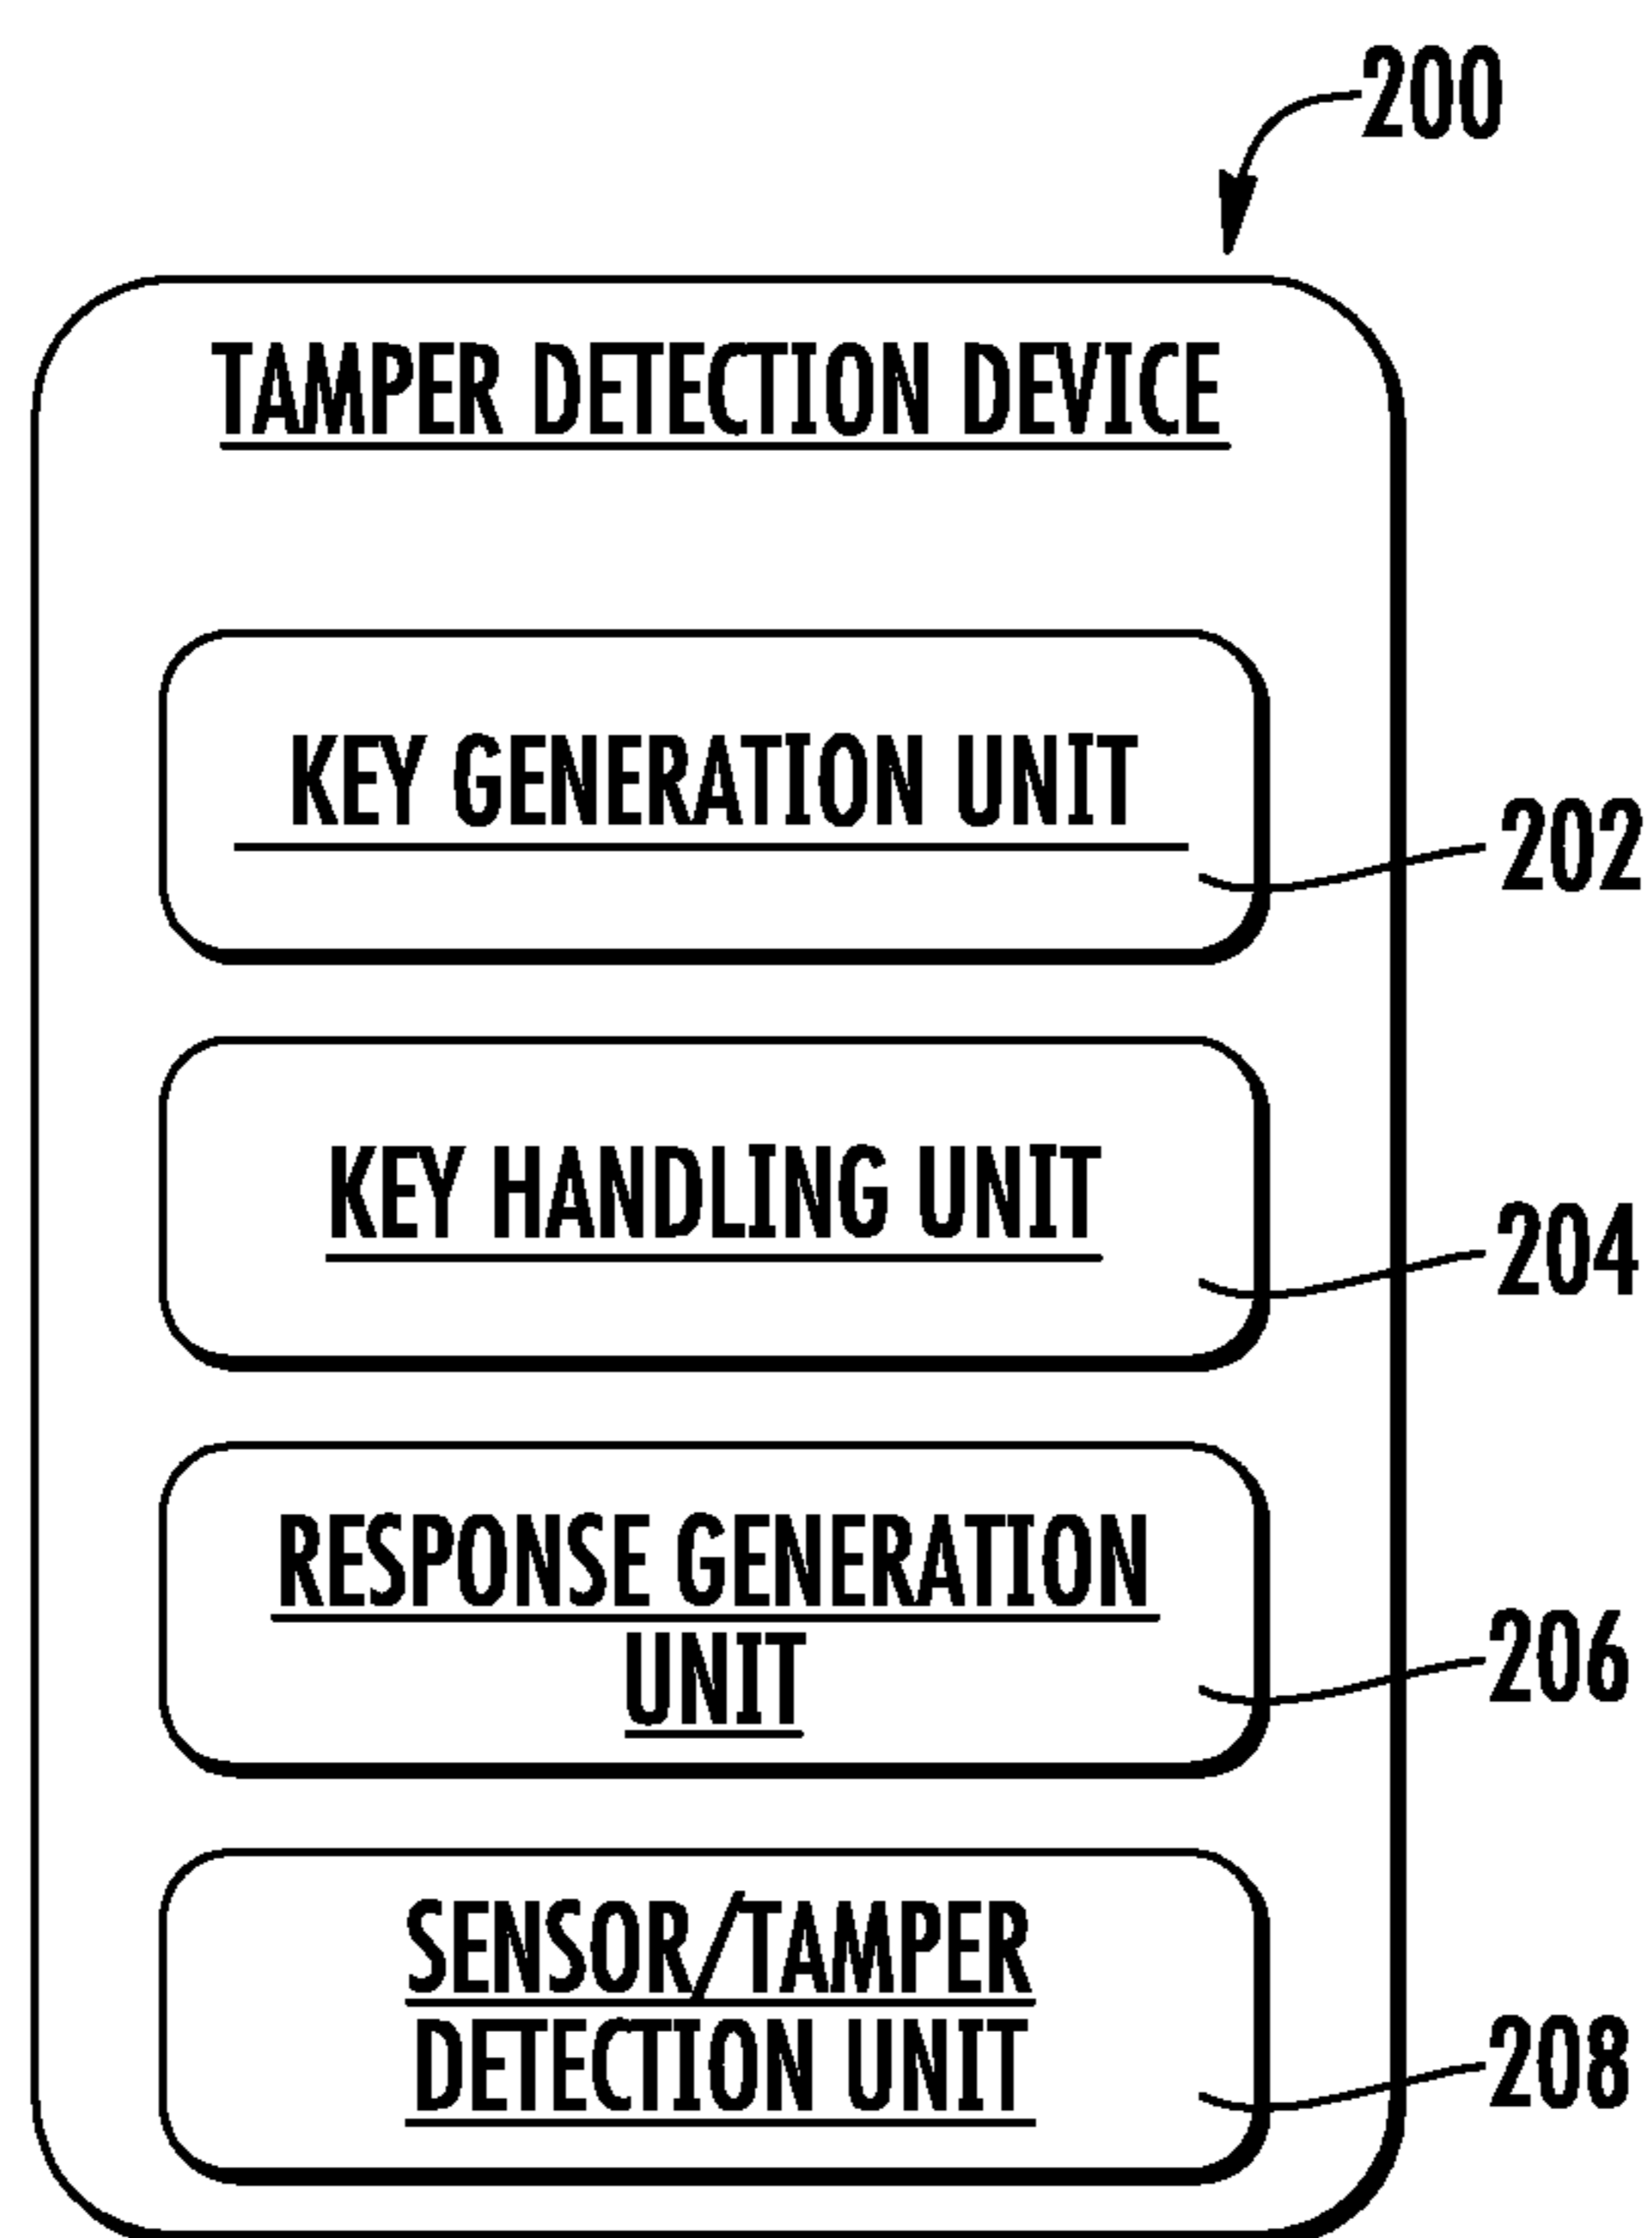 200
TAMPER DETECTION DEVICE
KEY GENERATION UNIT
202
KEY HANDLING UNIT
204
RESPONSE GENERATION
UNIT
206
SENSOR/TAMPER
DETECTION UNIT
208